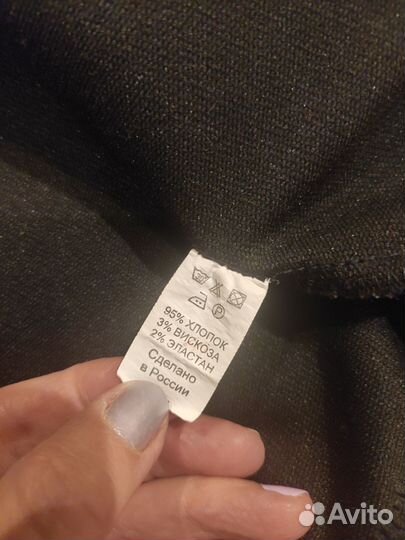 95% ХЛОПОК
3% ВИСКОЗА
2% ЭЛАСТАН
Сделано
в России
Avito